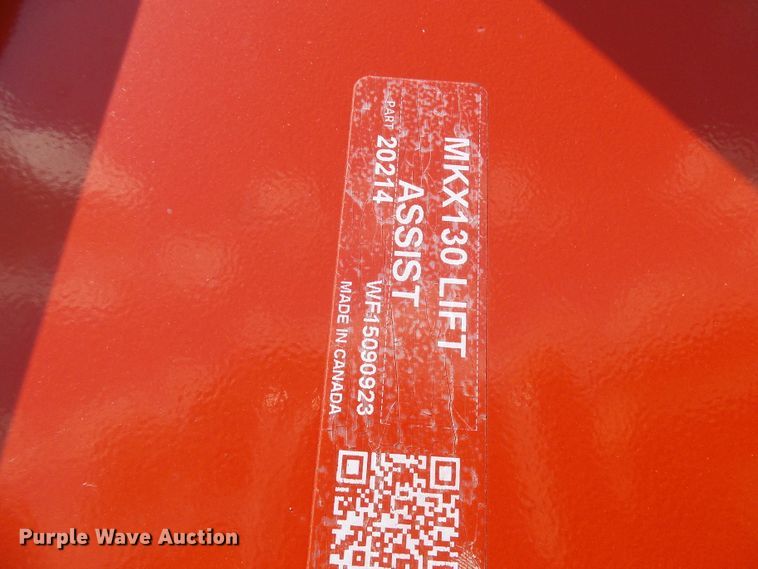 MKX130 LIFT
ASSIST
PART 20214
WF15090923
MADE IN CANADA
Purple Wave Auction